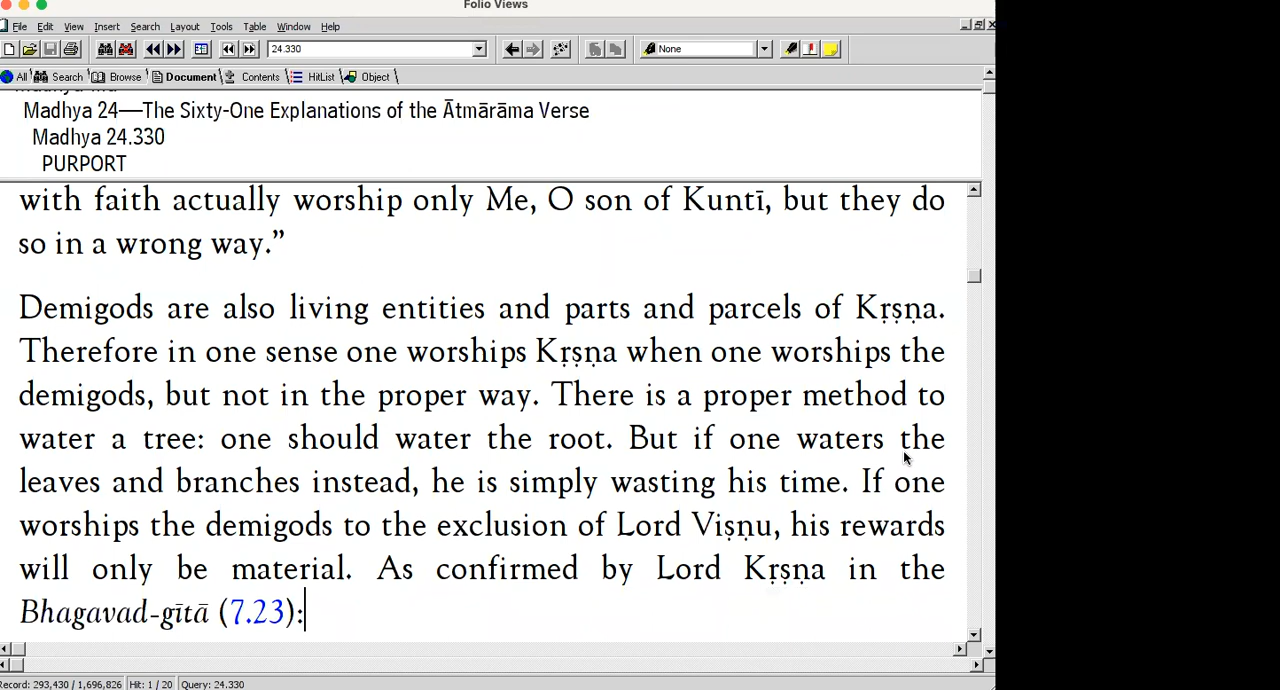 Folio Views
File Edit View Insert Search Layout Tools Table Window Help
24.330 None
All Search Browse Document Contents HitList Object
Madhya 24—The Sixty-One Explanations of the Ātmārāma Verse
Madhya 24.330
PURPORT
with faith actually worship only Me, O son of Kuntī, but they do
so in a wrong way.”
Demigods are also living entities and parts and parcels of Kṛṣṇa.
Therefore in one sense one worships Kṛṣṇa when one worships the
demigods, but not in the proper way. There is a proper method to
water a tree: one should water the root. But if one waters the
leaves and branches instead, he is simply wasting his time. If one
worships the demigods to the exclusion of Lord Viṣṇu, his rewards
will only be material. As confirmed by Lord Kṛṣṇa in the
Bhagavad-gītā (7.23):
Record: 293,430 / 1,696,826 Hit: 1 / 20 Query: 24.330